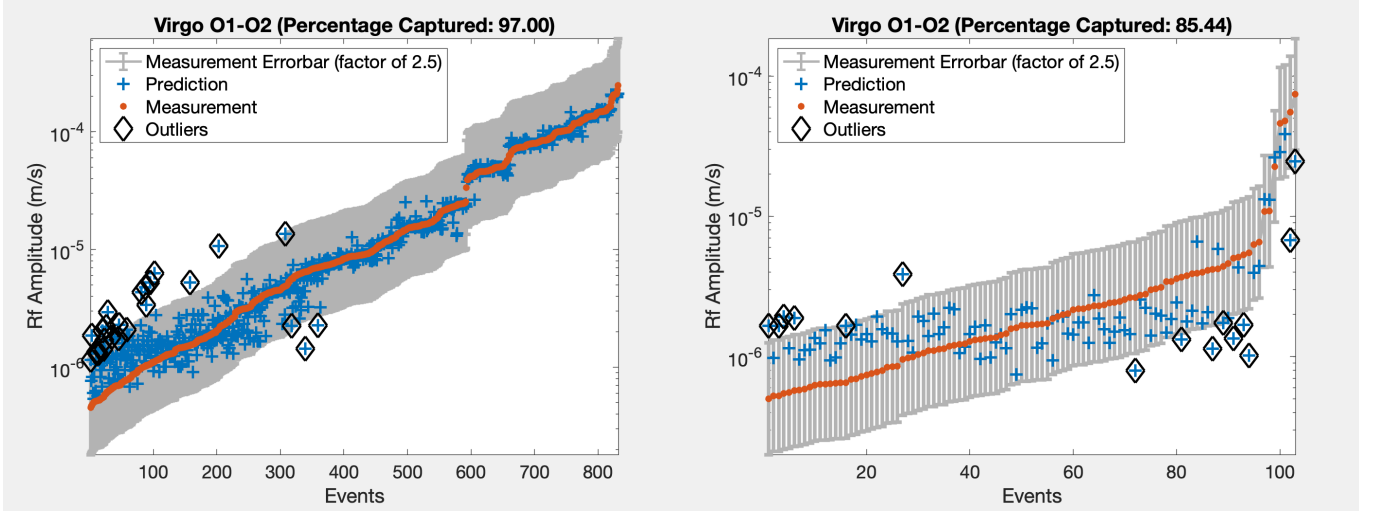 Virgo O1-O2 (Percentage Captured: 97.00)
Measurement Errorbar (factor of 2.5)
Prediction
Measurement
Outliers
10^-4
10^-5
10^-6
Rf Amplitude (m/s)
100 200 300 400 500 600 700 800
Events
Virgo O1-O2 (Percentage Captured: 85.44)
Measurement Errorbar (factor of 2.5)
Prediction
Measurement
Outliers
10^-4
10^-5
10^-6
Rf Amplitude (m/s)
20 40 60 80 100
Events